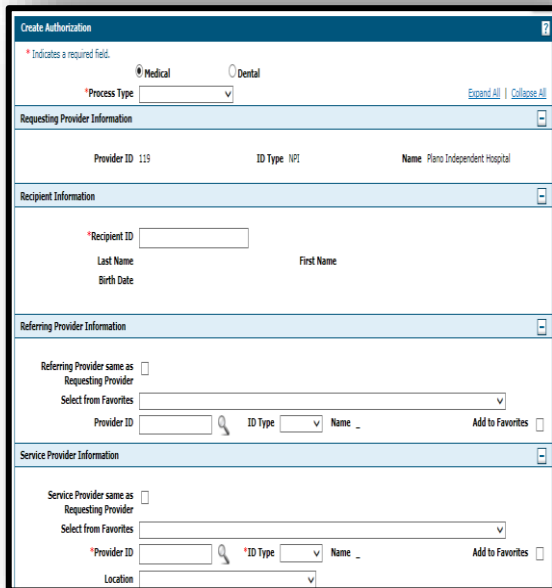 Create Authorization ?
* Indicates a required field.
Medical Dental
*Process Type Expand All | Collapse All
Requesting Provider Information
Provider ID 119 ID Type NPI Name Plano Independent Hospital
Recipient Information
*Recipient ID
Last Name First Name
Birth Date
Referring Provider Information
Referring Provider same as
Requesting Provider
Select from Favorites
Provider ID ID Type Name _ Add to Favorites
Service Provider Information
Service Provider same as
Requesting Provider
Select from Favorites
*Provider ID *ID Type Name _ Add to Favorites
Location